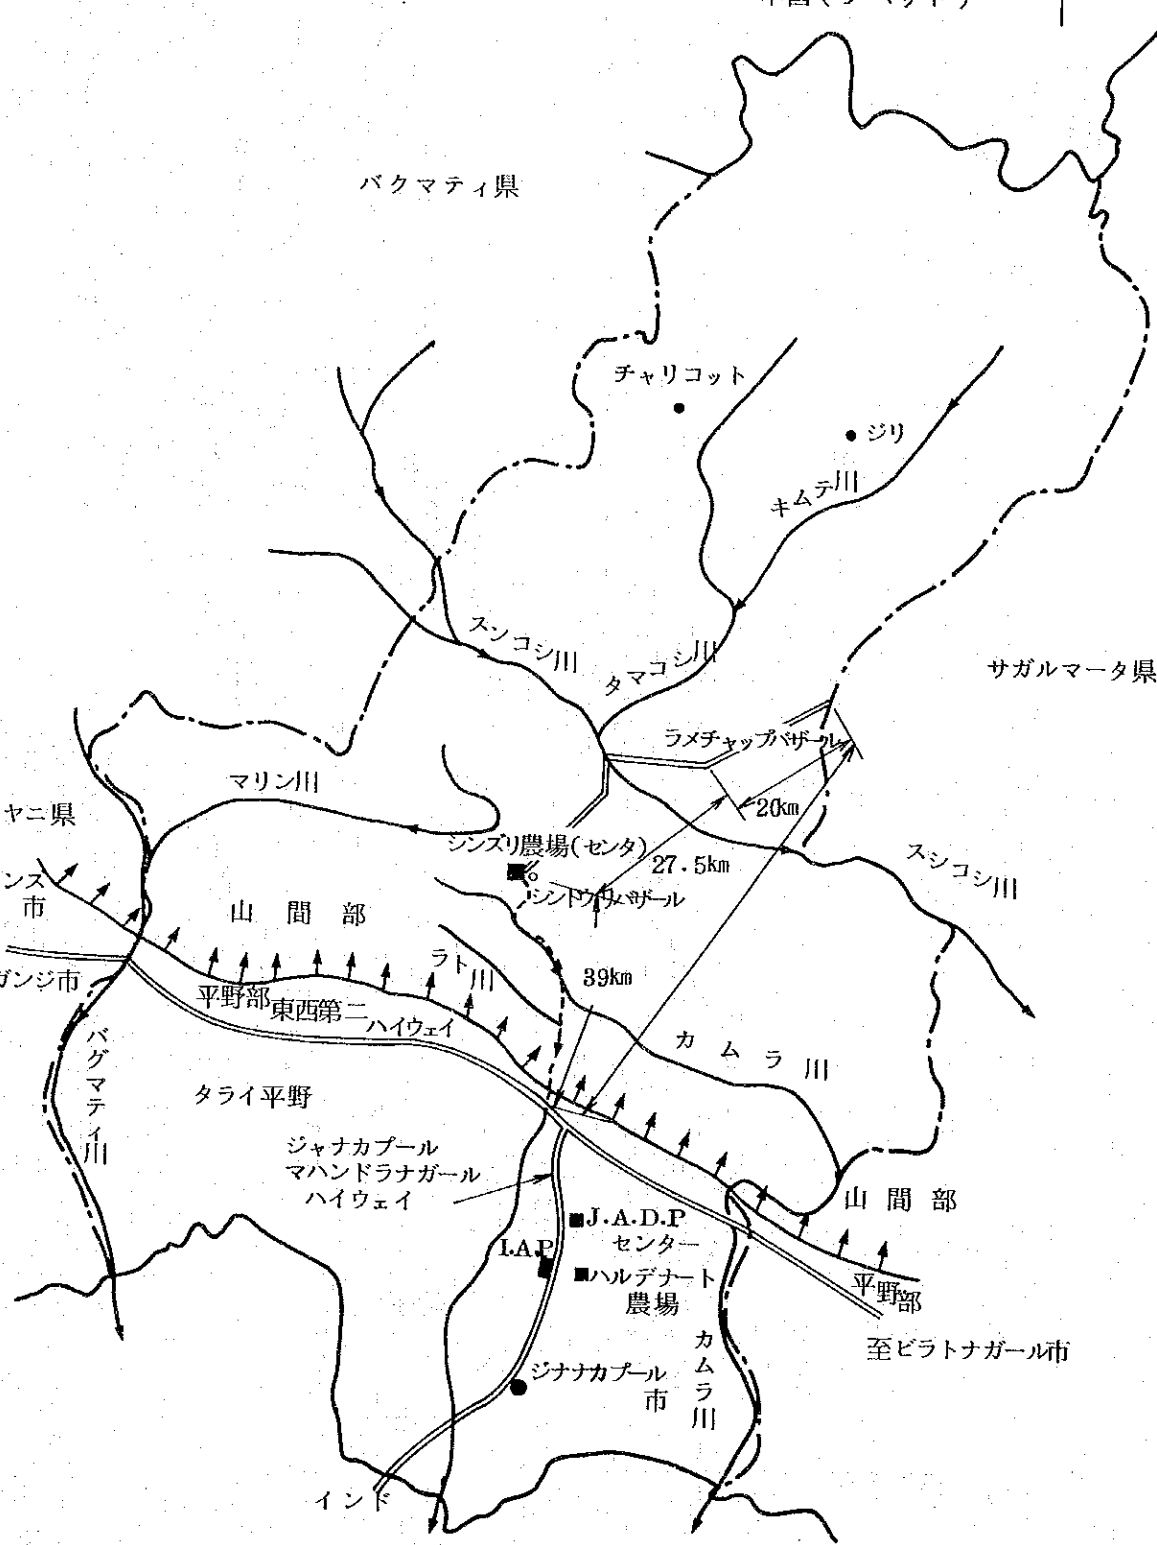 バクマティ県
チャリコット
ジリ
キムテ川
スンコシ川
タマコシ川
サガルマータ県
ラメチャップバザール
マリン川
20km
ヤニ県
シンズリ農場(センタ)
27.5km
スシコシ川
ンス
市
山間部
シンドウリバザール
ラト川
39km
ガンジ市
平野部
東西第二
ハイウェイ
カムラ川
バグマティ川
タライ平野
ジャナカプール
マハンドラナガール
ハイウェイ
山間部
J.A.D.P
センター
I.A.P
ハルデナート
農場
平野部
カムラ川
至ビラトナガール市
ジナナカプール
市
インド